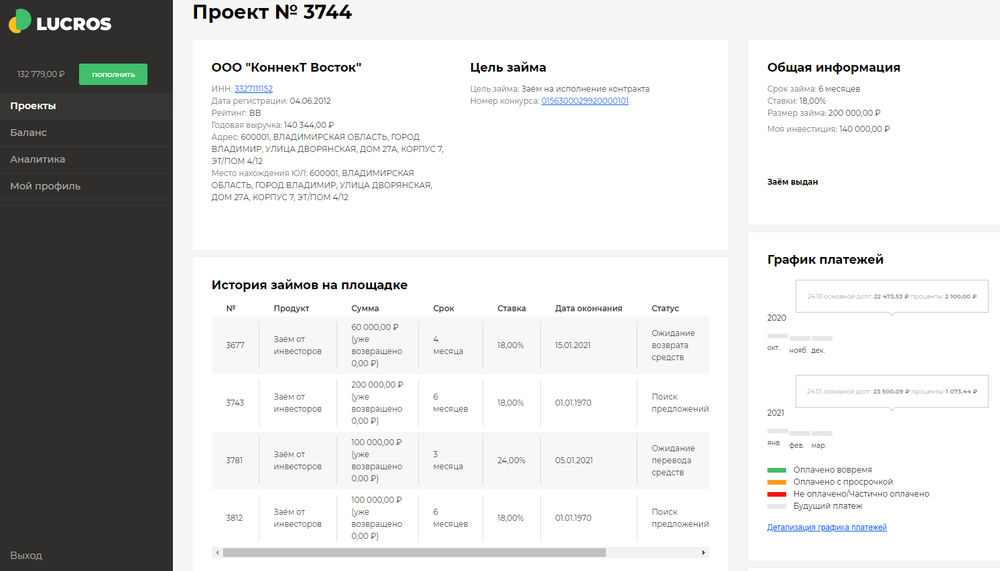 LUCROS
132 779,00 ₽
ПОПОЛНИТЬ
Проекты
Баланс
Аналитика
Мой профиль
Выход
Проект № 3744
ООО "КоннекТ Восток"
ИНН: 3327111152
Дата регистрации: 04.06.2012
Рейтинг: BB
Годовая выручка: 140 344,00 ₽
Адрес: 600001, ВЛАДИМИРСКАЯ ОБЛАСТЬ, ГОРОД
ВЛАДИМИР, УЛИЦА ДВОРЯНСКАЯ, ДОМ 27А, КОРПУС 7,
ЭТ/ПОМ 4/12
Место нахождения ЮЛ: 600001, ВЛАДИМИРСКАЯ
ОБЛАСТЬ, ГОРОД ВЛАДИМИР, УЛИЦА ДВОРЯНСКАЯ,
ДОМ 27А, КОРПУС 7, ЭТ/ПОМ 4/12
Цель займа
Цель займа: Заём на исполнение контракта
Номер конкурса: 0156300029920000101
Общая информация
Срок займа: 6 месяцев
Ставки: 18,00%
Размер займа: 200 000,00 ₽
Моя инвестиция: 140 000,00 ₽
Заём выдан
История займов на площадке
№ Продукт Сумма Срок Ставка Дата окончания Статус
3677
Заём от
инвесторов
60 000,00 ₽
(уже
возвращено
0,00 ₽)
4
месяца
18,00%
15.01.2021
Ожидание
возврата
средств
3743
Заём от
инвесторов
200 000,00 ₽
(уже
возвращено
0,00 ₽)
6
месяцев
18,00%
01.01.1970
Поиск
предложений
3781
Заём от
инвесторов
100 000,00 ₽
(уже
возвращено
0,00 ₽)
3
месяца
24,00%
05.01.2021
Ожидание
перевода
средств
3812
Заём от
инвесторов
100 000,00 ₽
(уже
возвращено
0,00 ₽)
6
месяцев
18,00%
01.01.1970
Поиск
предложений
График платежей
24.10 основной долг: 22 473,53 ₽ проценты: 2 100,00 ₽
2020
окт. нояб. дек.
24.01 основной долг: 23 500,09 ₽ проценты: 1 073,44 ₽
2021
янв. фев. мар.
Оплачено вовремя
Оплачено с просрочкой
Не оплачено/Частично оплачено
Будущий платеж
Детализация графика платежей